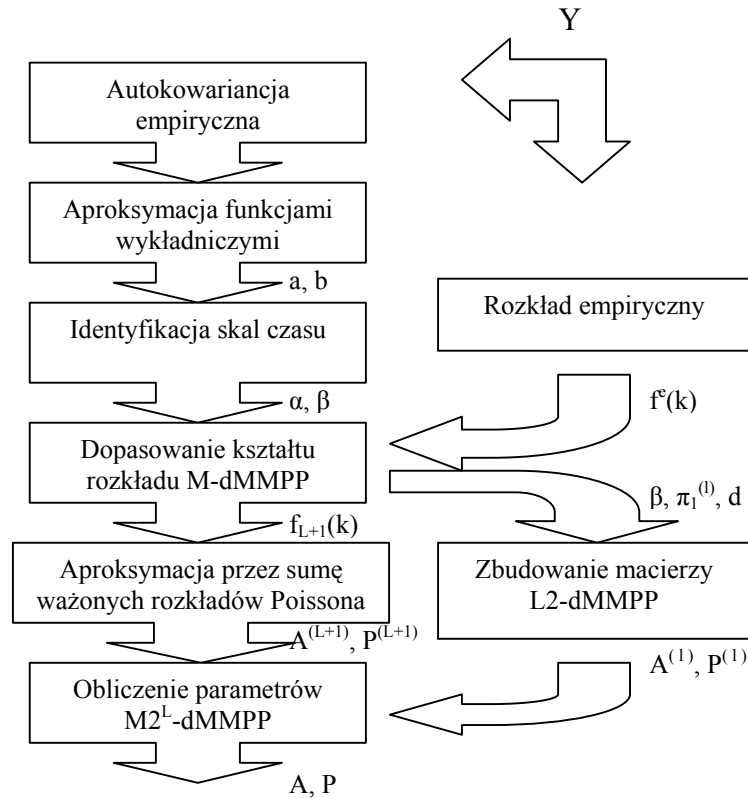 Y
Autokowariancja
empiryczna
Aproksymacja funkcjami
wykładniczymi
a, b
Identyfikacja skal czasu
Rozkład empiryczny
α, β
fᵉ(k)
Dopasowanie kształtu
rozkładu M-dMMPP
β, π₁⁽ˡ⁾, d
f_{L+1}(k)
Aproksymacja przez sumę
ważonych rozkładów Poissona
Zbudowanie macierzy
L2-dMMPP
A⁽ᴸ⁺¹⁾, P⁽ᴸ⁺¹⁾
A⁽¹⁾, P⁽¹⁾
Obliczenie parametrów
M2ᴸ-dMMPP
A, P